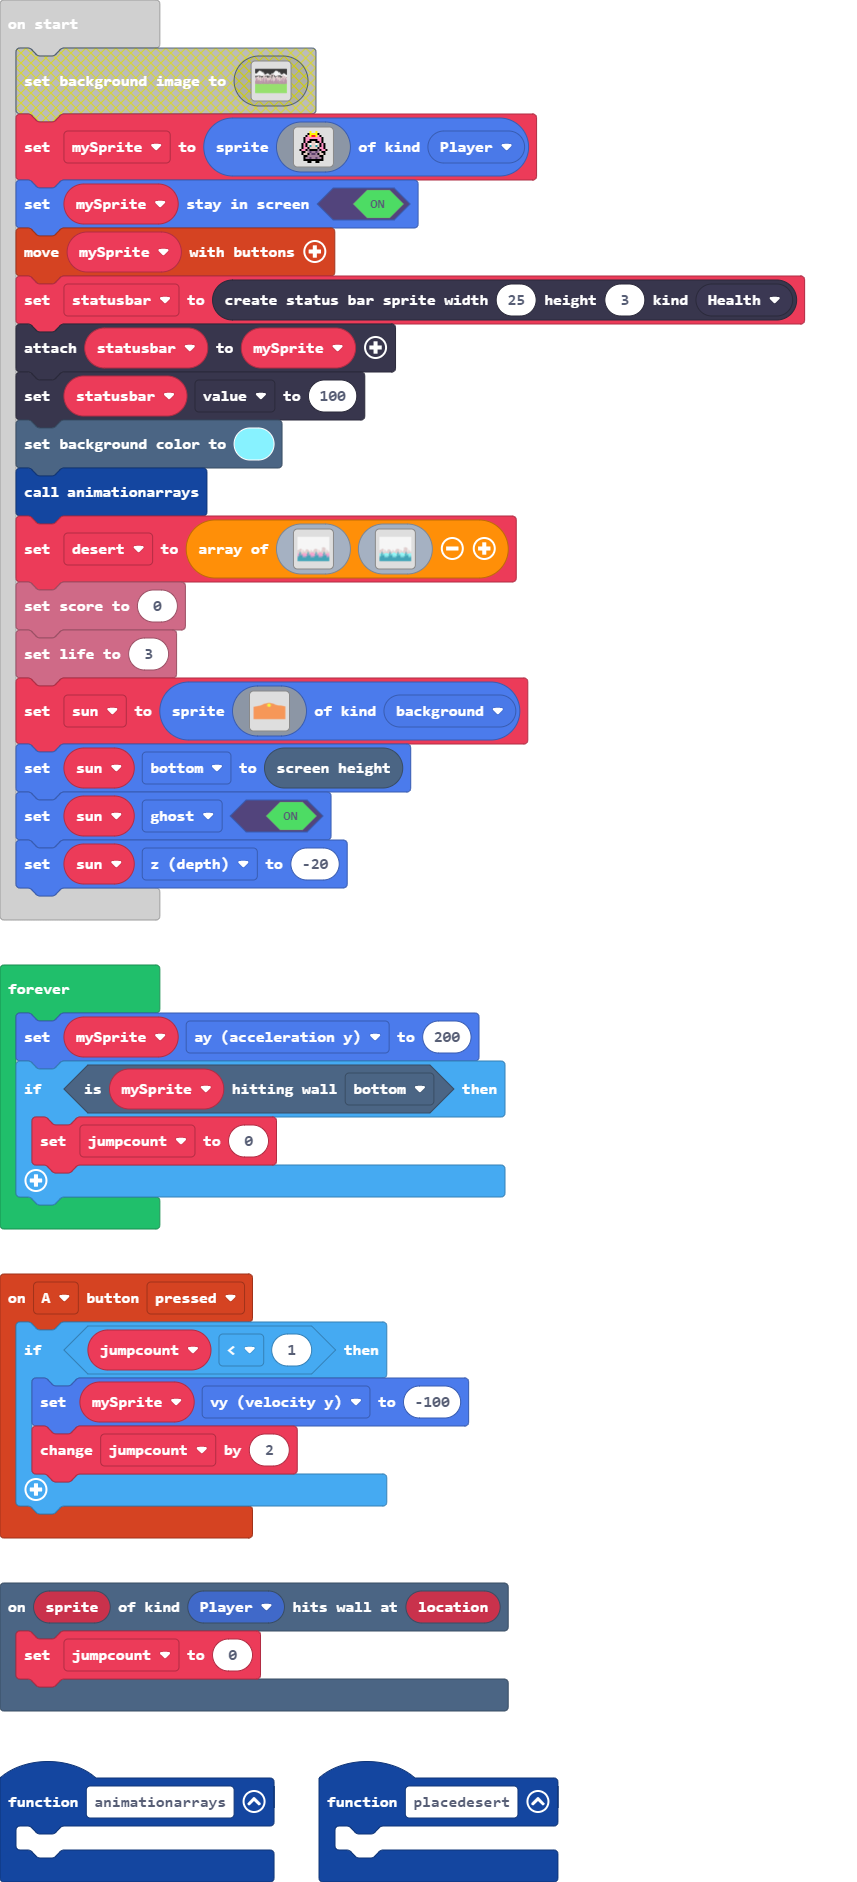 on start
set background image to
set mySprite to sprite of kind Player
set mySprite stay in screen ON
move mySprite with buttons
set statusbar to create status bar sprite width 25 height 3 kind Health
attach statusbar to mySprite
set statusbar value to 100
set background color to
call animationarrays
set desert to array of
set score to 0
set life to 3
set sun to sprite of kind background
set sun bottom to screen height
set sun ghost ON
set sun z (depth) to -20
forever
set mySprite ay (acceleration y) to 200
if is mySprite hitting wall bottom then
set jumpcount to 0
on A button pressed
if jumpcount < 1 then
set mySprite vy (velocity y) to -100
change jumpcount by 2
on sprite of kind Player hits wall at location
set jumpcount to 0
function animationarrays
function placedesert